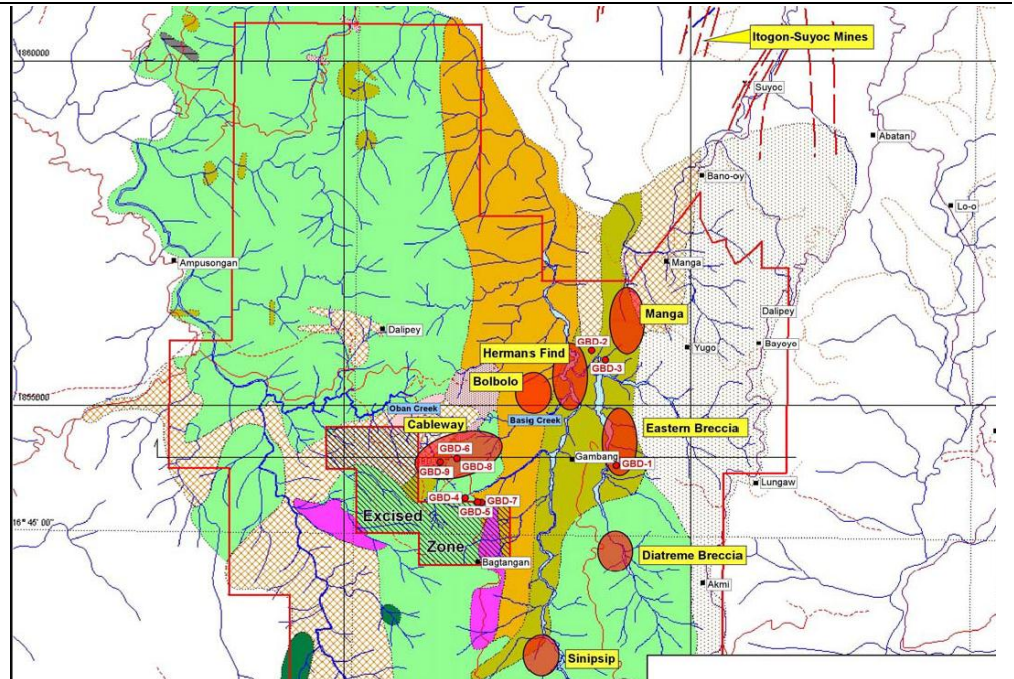 Itogon-Suyoc Mines
1860000
Suyoc
Abatan
Bano-oy
Lo-o
Ampusongan
Manga
Dalipey
Manga
Dalipey
GBD-2
Hermans Find
Yugo
Bayoyo
GBD-3
Bolbolo
1855000
Oban Creek
Basig Creek
Cableway
Eastern Breccia
GBD-6
Gambang
GBD-9
GBD-8
GBD-1
Lungaw
GBD-4
GBD-7
GBD-5
Excised
16° 45' 00"
Zone
Diatreme Breccia
Bagtangan
Akmi
Sinipsip